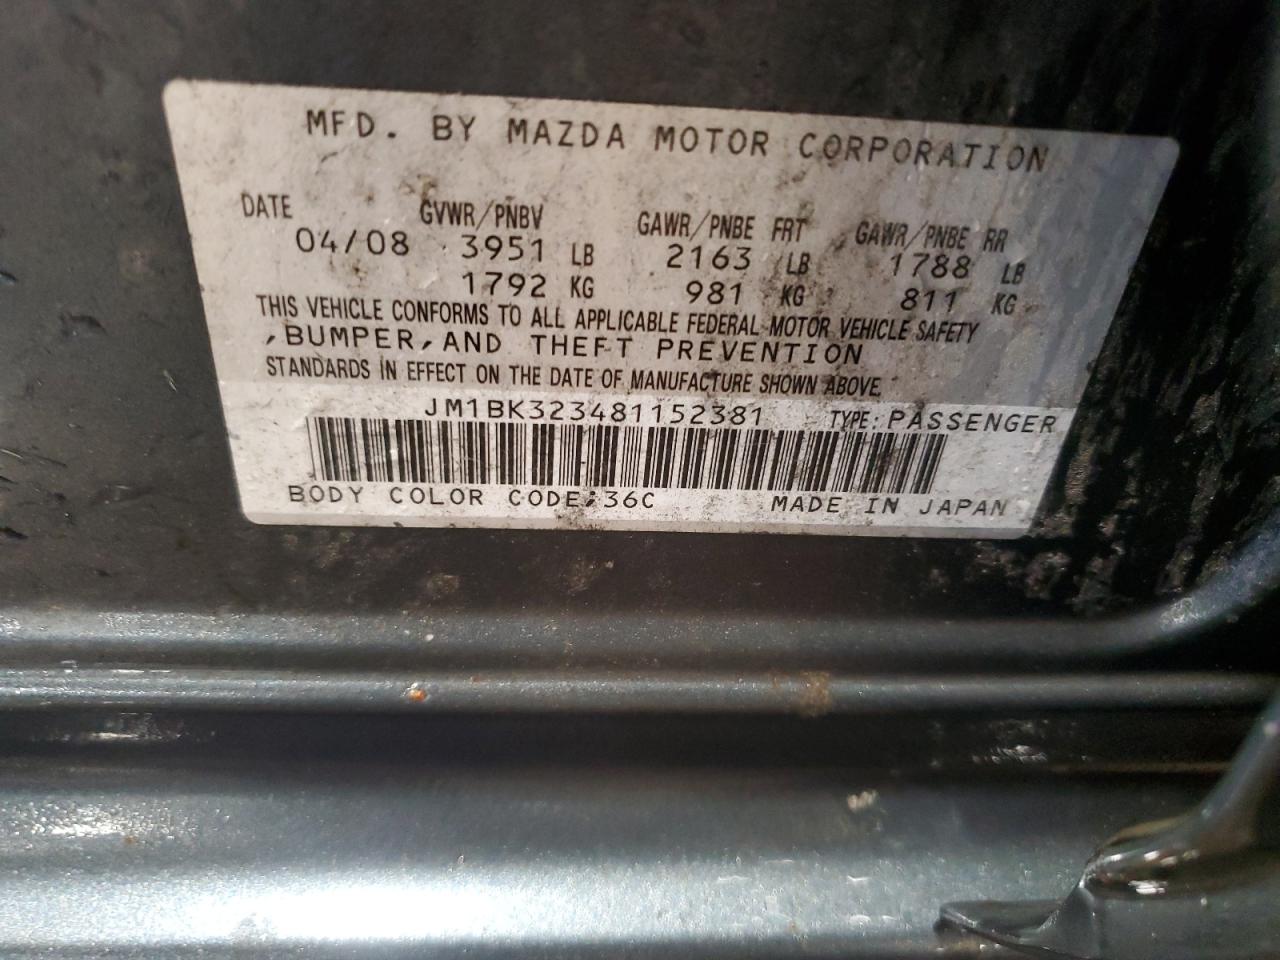 MFD. BY MAZDA MOTOR CORPORATION
DATE GVWR/PNBV GAWR/PNBE FRT GAWR/PNBE RR
04/08 3951 LB 2163 LB 1788 LB
1792 KG 981 KG 811 KG
THIS VEHICLE CONFORMS TO ALL APPLICABLE FEDERAL MOTOR VEHICLE SAFETY
,BUMPER,AND THEFT PREVENTION
STANDARDS IN EFFECT ON THE DATE OF MANUFACTURE SHOWN ABOVE.
JM1BK323481152381 TYPE:PASSENGER
BODY COLOR CODE:36C MADE IN JAPAN